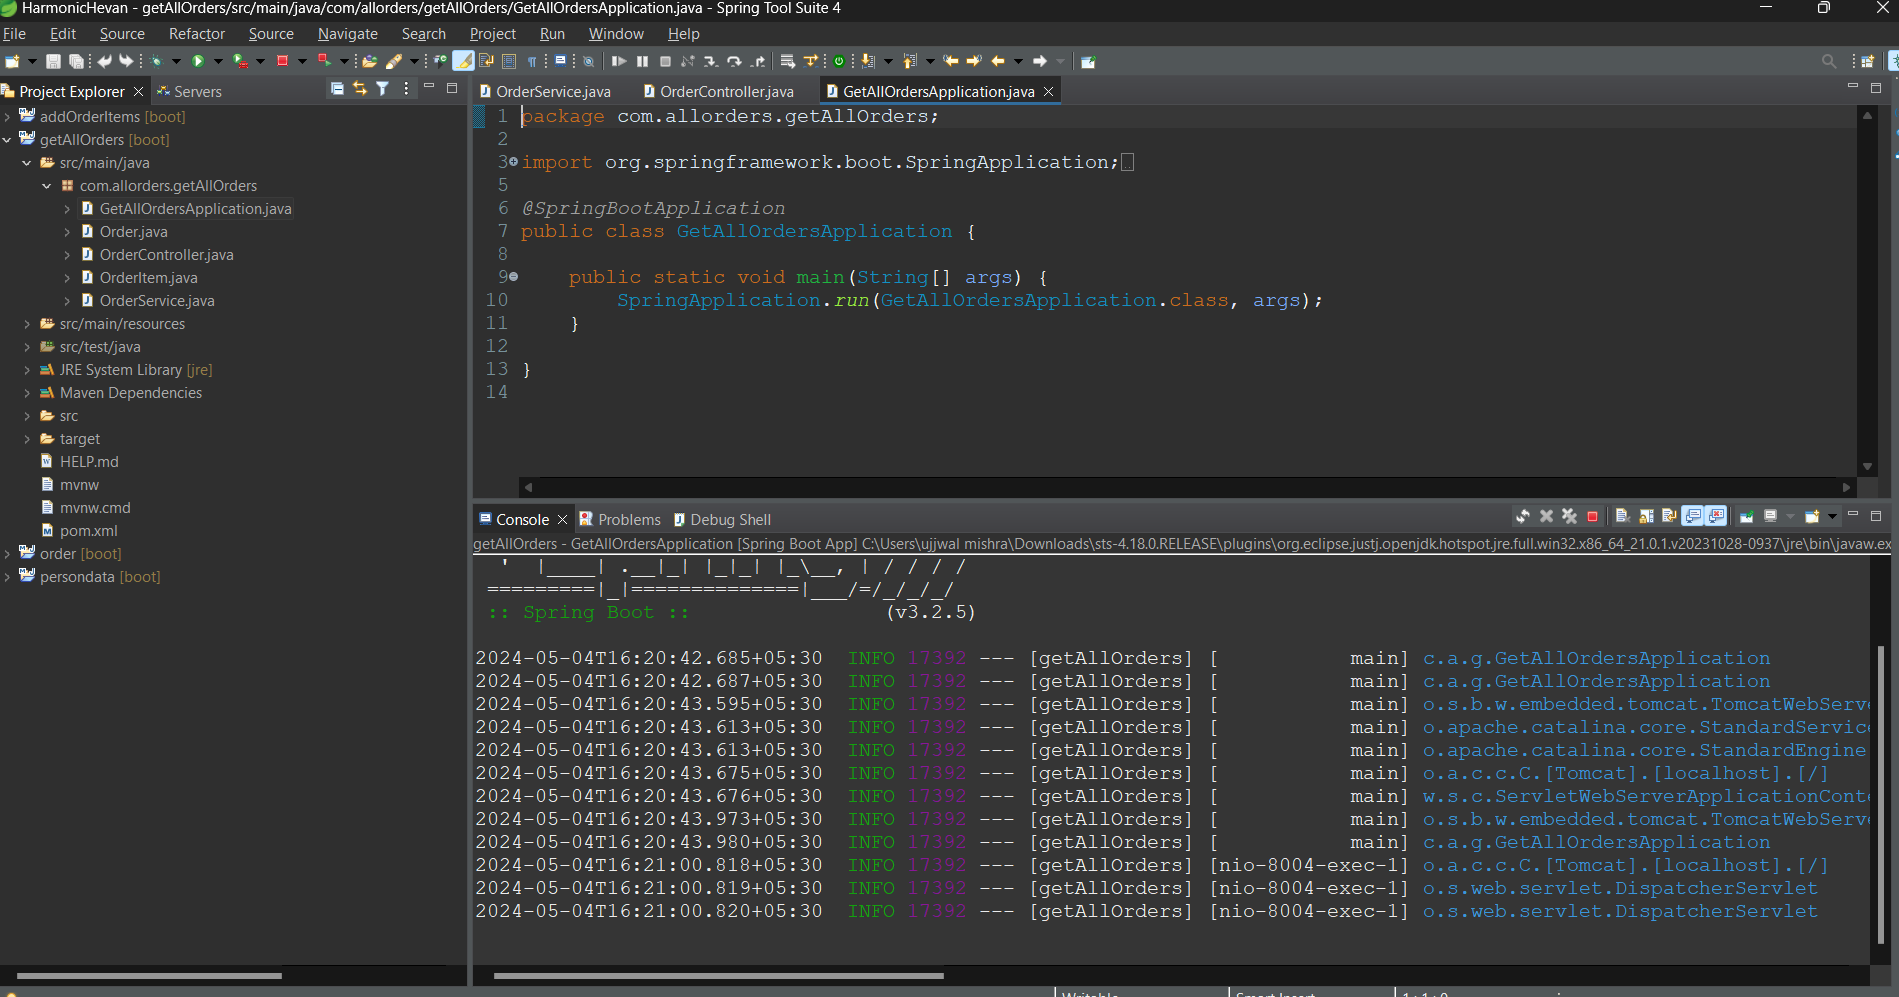 HarmonicHevan - getAllOrders/src/main/java/com/allorders/getAllOrders/GetAllOrdersApplication.java - Spring Tool Suite 4
File Edit Source Refactor Source Navigate Search Project Run Window Help
Project Explorer Servers
addOrderItems [boot]
getAllOrders [boot]
src/main/java
com.allorders.getAllOrders
GetAllOrdersApplication.java
Order.java
OrderController.java
OrderItem.java
OrderService.java
src/main/resources
src/test/java
JRE System Library [jre]
Maven Dependencies
src
target
HELP.md
mvnw
mvnw.cmd
pom.xml
order [boot]
persondata [boot]
OrderService.java OrderController.java GetAllOrdersApplication.java
1 package com.allorders.getAllOrders;
2
3 import org.springframework.boot.SpringApplication;
5
6 @SpringBootApplication
7 public class GetAllOrdersApplication {
8
9 public static void main(String[] args) {
10 SpringApplication.run(GetAllOrdersApplication.class, args);
11 }
12
13 }
14
Console Problems Debug Shell
getAllOrders - GetAllOrdersApplication [Spring Boot App] C:\Users\ujjwal mishra\Downloads\sts-4.18.0.RELEASE\plugins\org.eclipse.justj.openjdk.hotspot.jre.full.win32.x86_64_21.0.1.v20231028-0937\jre\bin\javaw.ex
' |____| .__|_| |_|_| |_\__, | / / / /
=========|_|==============|___/=/_/_/_/
:: Spring Boot :: (v3.2.5)
2024-05-04T16:20:42.685+05:30 INFO 17392 --- [getAllOrders] [ main] c.a.g.GetAllOrdersApplication
2024-05-04T16:20:42.687+05:30 INFO 17392 --- [getAllOrders] [ main] c.a.g.GetAllOrdersApplication
2024-05-04T16:20:43.595+05:30 INFO 17392 --- [getAllOrders] [ main] o.s.b.w.embedded.tomcat.TomcatWebServ
2024-05-04T16:20:43.613+05:30 INFO 17392 --- [getAllOrders] [ main] o.apache.catalina.core.StandardService
2024-05-04T16:20:43.613+05:30 INFO 17392 --- [getAllOrders] [ main] o.apache.catalina.core.StandardEngine
2024-05-04T16:20:43.675+05:30 INFO 17392 --- [getAllOrders] [ main] o.a.c.c.C.[Tomcat].[localhost].[/]
2024-05-04T16:20:43.676+05:30 INFO 17392 --- [getAllOrders] [ main] w.s.c.ServletWebServerApplicationCont
2024-05-04T16:20:43.973+05:30 INFO 17392 --- [getAllOrders] [ main] o.s.b.w.embedded.tomcat.TomcatWebServ
2024-05-04T16:20:43.980+05:30 INFO 17392 --- [getAllOrders] [ main] c.a.g.GetAllOrdersApplication
2024-05-04T16:21:00.818+05:30 INFO 17392 --- [getAllOrders] [nio-8004-exec-1] o.a.c.c.C.[Tomcat].[localhost].[/]
2024-05-04T16:21:00.819+05:30 INFO 17392 --- [getAllOrders] [nio-8004-exec-1] o.s.web.servlet.DispatcherServlet
2024-05-04T16:21:00.820+05:30 INFO 17392 --- [getAllOrders] [nio-8004-exec-1] o.s.web.servlet.DispatcherServlet